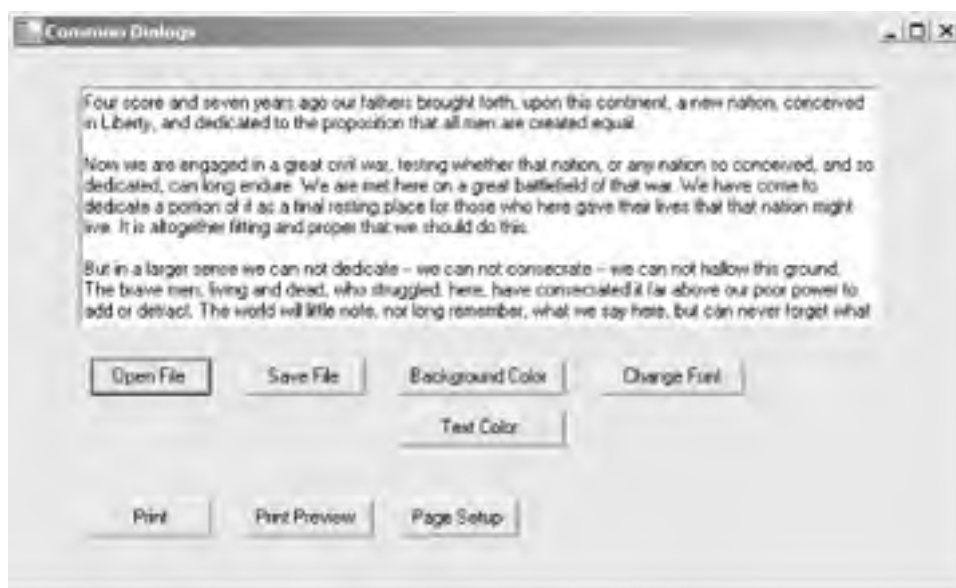 Common Dialogs
Four score and seven years ago our fathers brought forth, upon this continent, a new nation, conceived
in Liberty, and dedicated to the proposition that all men are created equal.
Now we are engaged in a great civil war, testing whether that nation, or any nation so conceived, and so
dedicated, can long endure. We are met here on a great battlefield of that war. We have come to
dedicate a portion of it as a final resting place for those who here gave their lives that that nation might
live. It is altogether fitting and proper that we should do this.
But in a larger sense we can not dedicate – we can not consecrate – we can not hallow this ground.
The brave men, living and dead, who struggled, here, have consecrated it far above our poor power to
add or detract. The world will little note, nor long remember, what we say here, but can never forget what
Open File Save File Background Color Change Font
Text Color
Print Print Preview Page Setup